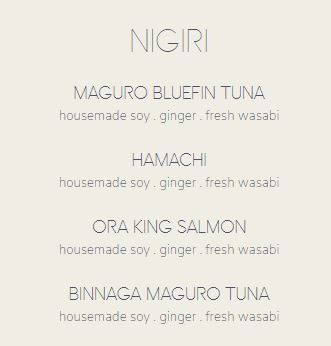 NIGIRI
MAGURO BLUEFIN TUNA
housemade soy . ginger . fresh wasabi
HAMACHI
housemade soy . ginger . fresh wasabi
ORA KING SALMON
housemade soy . ginger . fresh wasabi
BINNAGA MAGURO TUNA
housemade soy . ginger . fresh wasabi